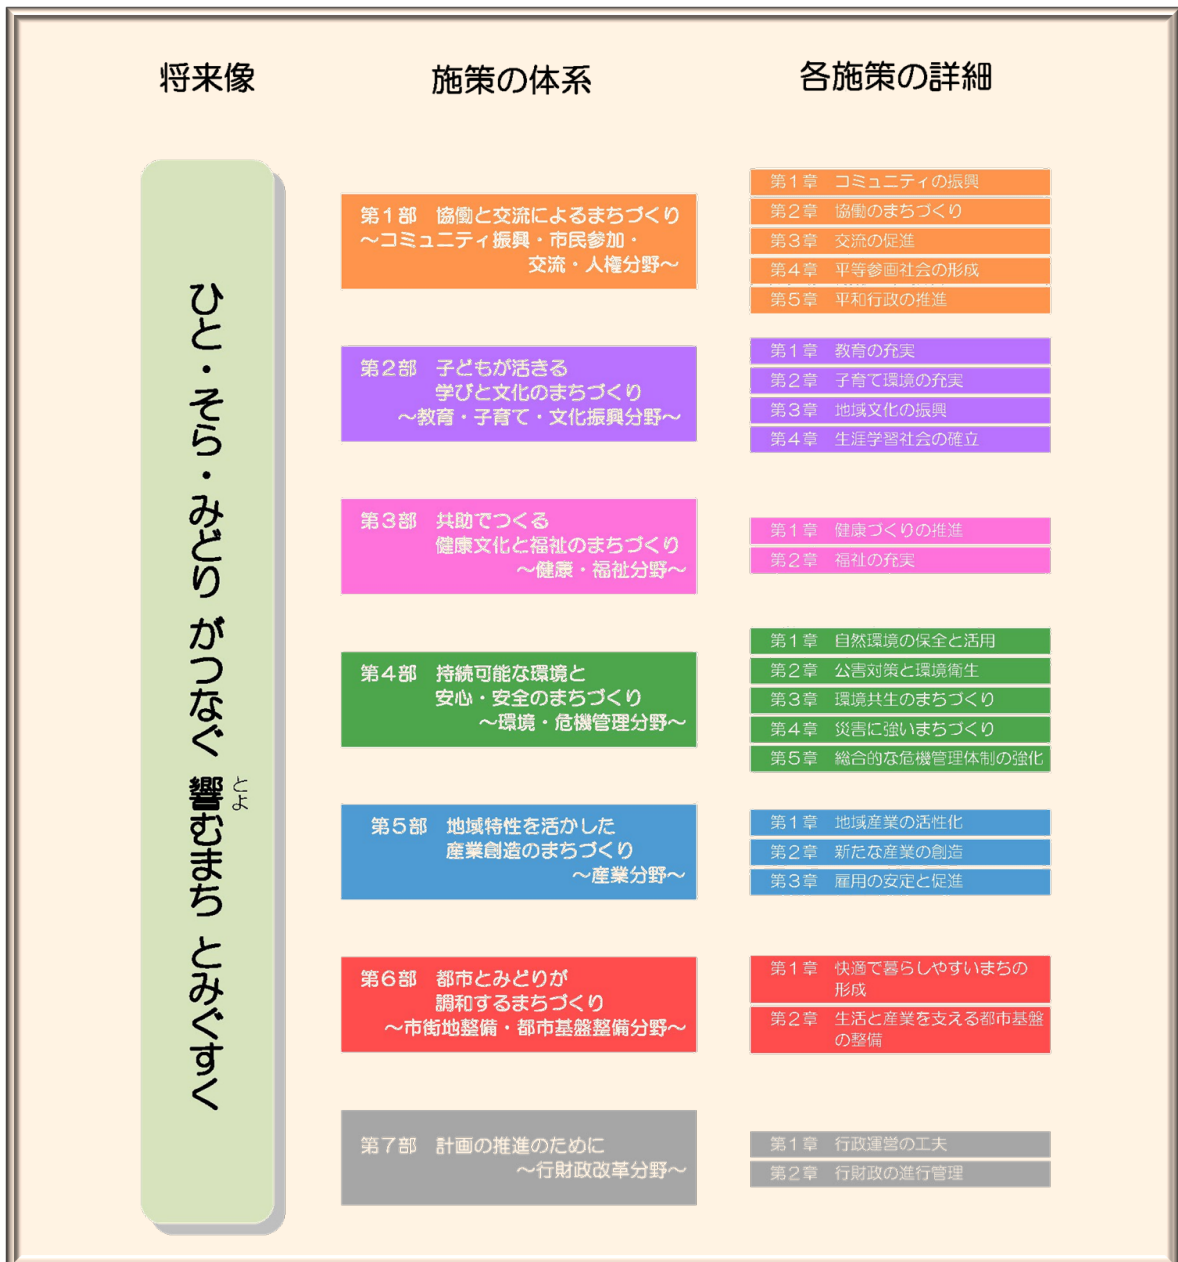 将来像
施策の体系
各施策の詳細
ひと・そら・みどり がつなぐ 響むまち とみぐすく
とよ
第1部 協働と交流によるまちづくり
～コミュニティ振興・市民参加・
交流・人権分野～
第1章 コミュニティの振興
第2章 協働のまちづくり
第3章 交流の促進
第4章 平等参画社会の形成
第5章 平和行政の推進
第2部 子どもが活きる
学びと文化のまちづくり
～教育・子育て・文化振興分野～
第1章 教育の充実
第2章 子育て環境の充実
第3章 地域文化の振興
第4章 生涯学習社会の確立
第3部 共助でつくる
健康文化と福祉のまちづくり
～健康・福祉分野～
第1章 健康づくりの推進
第2章 福祉の充実
第4部 持続可能な環境と
安心・安全のまちづくり
～環境・危機管理分野～
第1章 自然環境の保全と活用
第2章 公害対策と環境衛生
第3章 環境共生のまちづくり
第4章 災害に強いまちづくり
第5章 総合的な危機管理体制の強化
第5部 地域特性を活かした
産業創造のまちづくり
～産業分野～
第1章 地域産業の活性化
第2章 新たな産業の創造
第3章 雇用の安定と促進
第6部 都市とみどりが
調和するまちづくり
～市街地整備・都市基盤整備分野～
第1章 快適で暮らしやすいまちの
形成
第2章 生活と産業を支える都市基盤
の整備
第7部 計画の推進のために
～行財政改革分野～
第1章 行政運営の工夫
第2章 行財政の進行管理